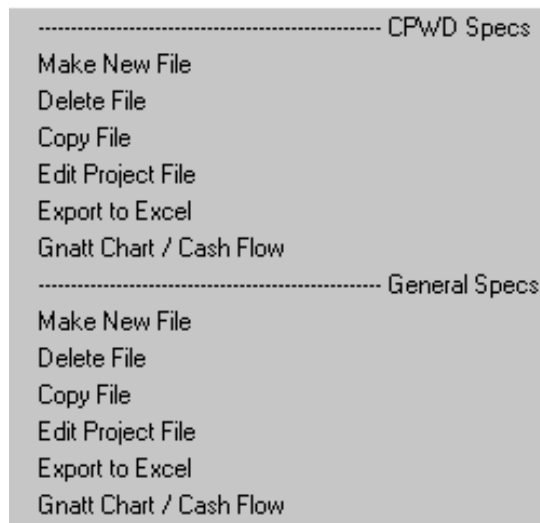 ---------------------------------------------------- CPWD Specs
Make New File
Delete File
Copy File
Edit Project File
Export to Excel
Gnatt Chart / Cash Flow
---------------------------------------------------- General Specs
Make New File
Delete File
Copy File
Edit Project File
Export to Excel
Gnatt Chart / Cash Flow